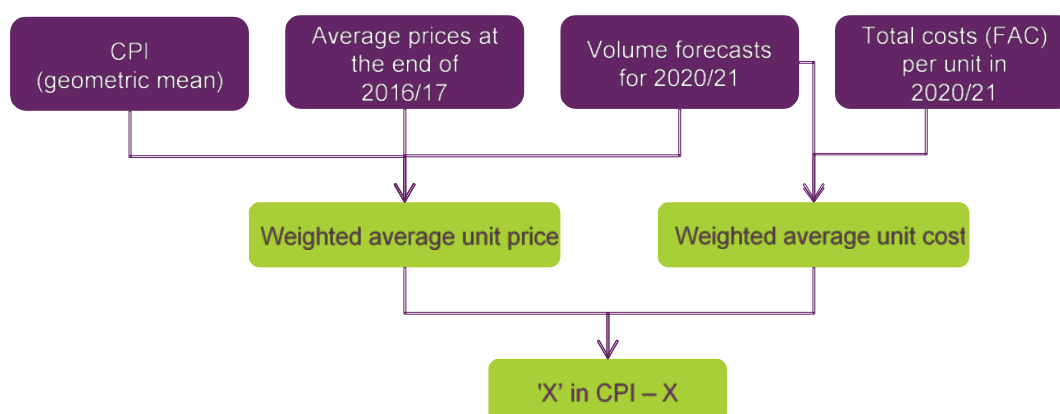 CPI
(geometric mean)
Average prices at
the end of
2016/17
Volume forecasts
for 2020/21
Total costs (FAC)
per unit in
2020/21
Weighted average unit price
Weighted average unit cost
'X’ in CPI – X